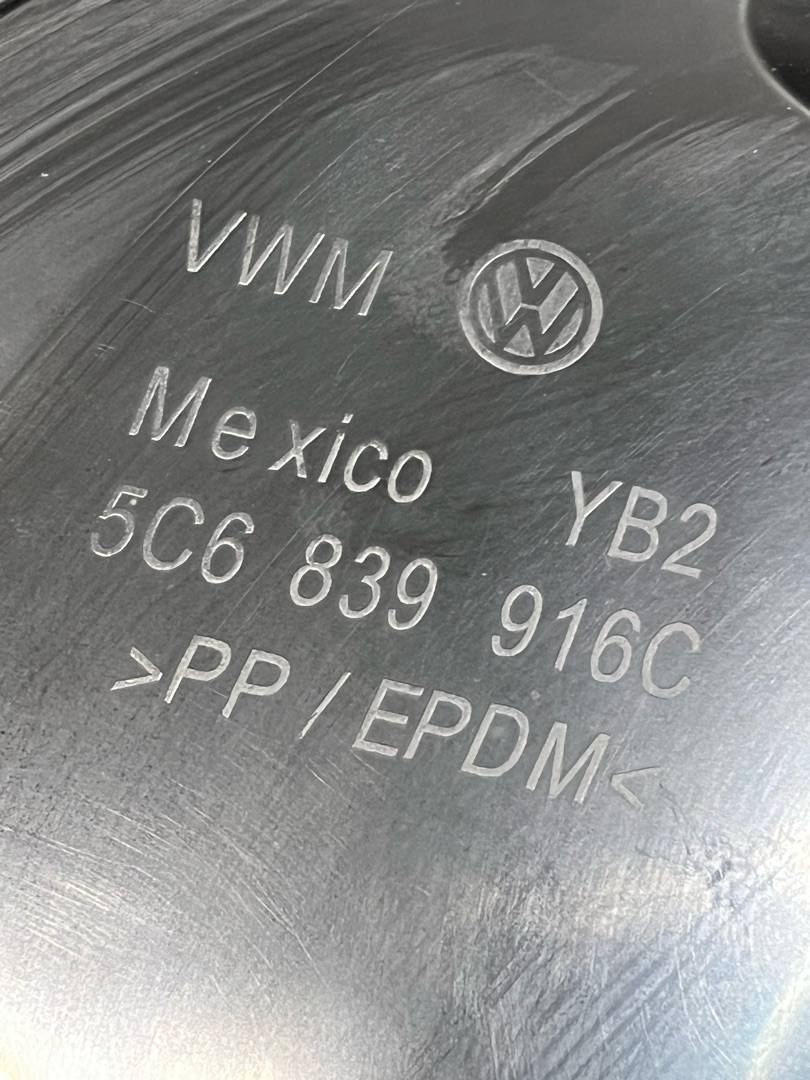 VWM
Mexico YB2
5C6 839 916C
>PP/EPDM<